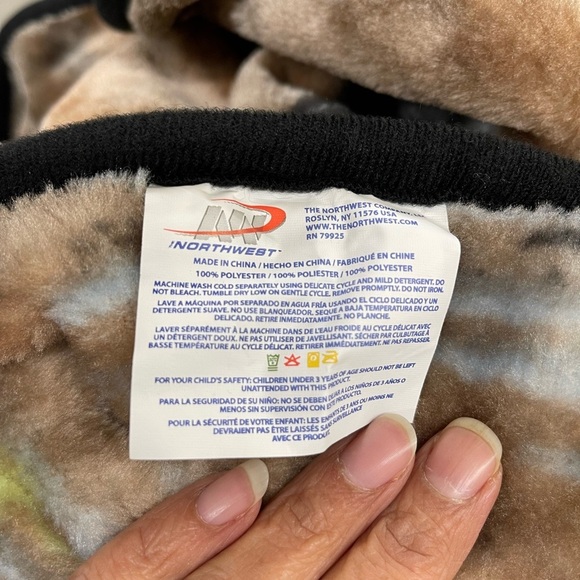 THE NORTHWEST COMPANY, LLC
ROSLYN, NY 11576 USA
WWW.THENORTHWEST.COM
RN 79925
NW
THE NORTHWEST
MADE IN CHINA / HECHO EN CHINA / FABRIQUÉ EN CHINE
100% POLYESTER / 100% POLIESTER / 100% POLYESTER
MACHINE WASH COLD SEPARATELY USING DELICATE CYCLE AND MILD DETERGENT. DO
NOT BLEACH. TUMBLE DRY LOW ON GENTLE CYCLE. REMOVE PROMPTLY. DO NOT IRON.
LAVE A MÁQUINA POR SEPARADO EN AGUA FRÍA USANDO EL CICLO DELICADO Y UN
DETERGENTE SUAVE. NO USE BLANQUEADOR. SEQUE A BAJA TEMPERATURA EN CICLO
DELICADO. RETIRE INMEDIATAMENTE. NO PLANCHE.
LAVER SÉPARÉMENT À LA MACHINE DANS DE L'EAU FROIDE AU CYCLE DÉLICAT AVEC
UN DÉTERGENT DOUX. NE PAS UTILISER DE JAVELLISANT. SÉCHER PAR CULBUTAGE À
BASSE TEMPÉRATURE AU CYCLE DÉLICAT. RETIRER IMMÉDIATEMENT. NE PAS REPASSER.
FOR YOUR CHILD'S SAFETY: CHILDREN UNDER 3 YEARS OF AGE SHOULD NOT BE LEFT
UNATTENDED WITH THIS PRODUCT.
PARA LA SEGURIDAD DE SU NIÑO: NO SE DEBEN DEJAR A LOS NIÑOS DE 3 AÑOS O
MENOS SIN SUPERVISIÓN CON ESTE PRODUCTO.
POUR LA SÉCURITÉ DE VOTRE ENFANT: LES ENFANTS DE 3 ANS OU MOINS NE
DEVRAIENT PAS ÊTRE LAISSÉS SANS SURVEILLANCE
AVEC CE PRODUIT.